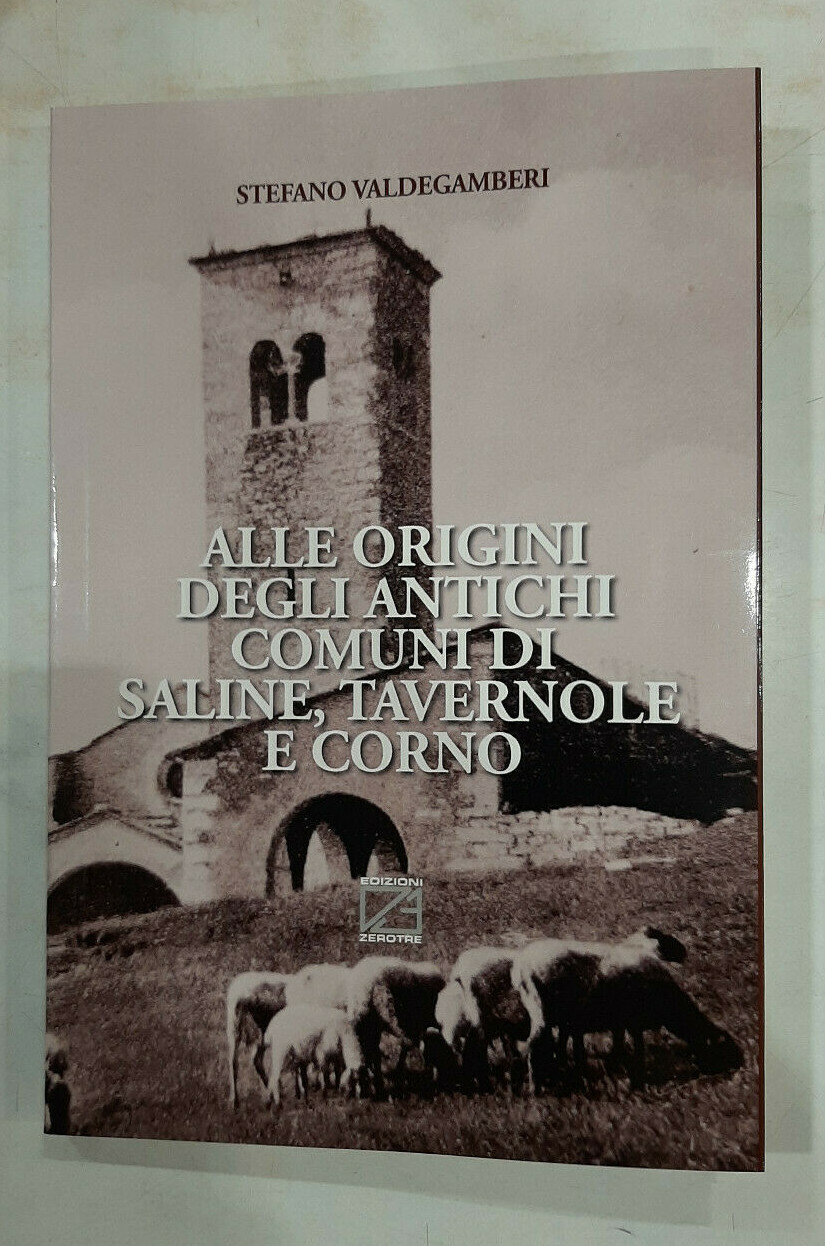 STEFANO VALDEGAMBERI
ALLE ORIGINI
DEGLI ANTICHI
COMUNI DI
SALINE, TAVERNOLE
E CORNO
EDIZIONI
ZEROTRE